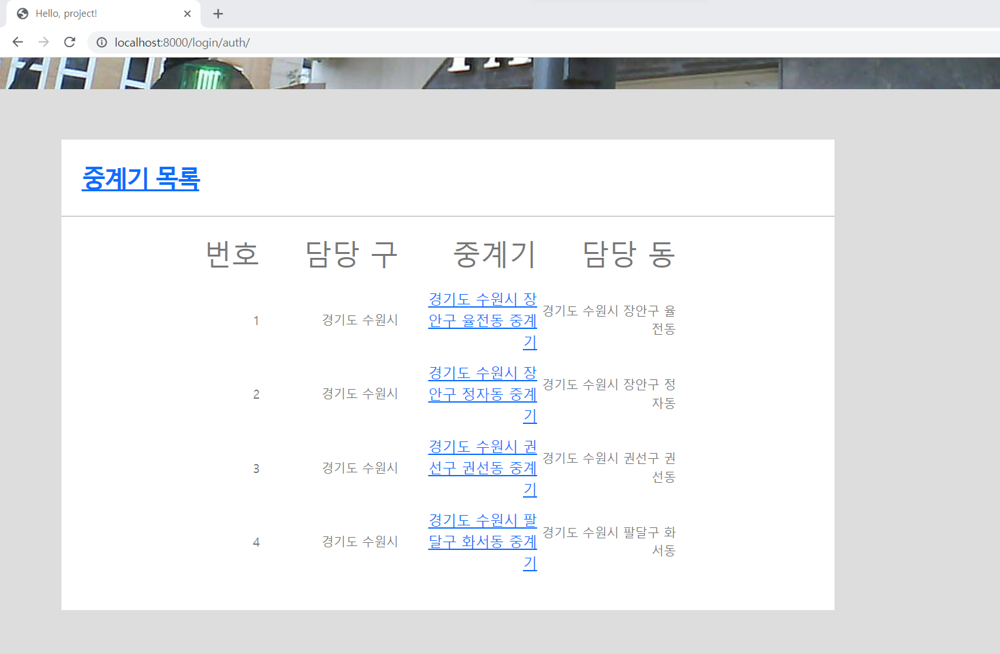 Hello, project!
localhost:8000/login/auth/
중계기 목록
번호 담당 구 중계기 담당 동
경기도 수원시 장
안구 율전동 중계
기
1 경기도 수원시
경기도 수원시 장안구 율
전동
경기도 수원시 장
안구 정자동 중계
기
2 경기도 수원시
경기도 수원시 장안구 정
자동
경기도 수원시 권
선구 권선동 중계
기
3 경기도 수원시
경기도 수원시 권선구 권
선동
경기도 수원시 팔
달구 화서동 중계
기
4 경기도 수원시
경기도 수원시 팔달구 화
서동